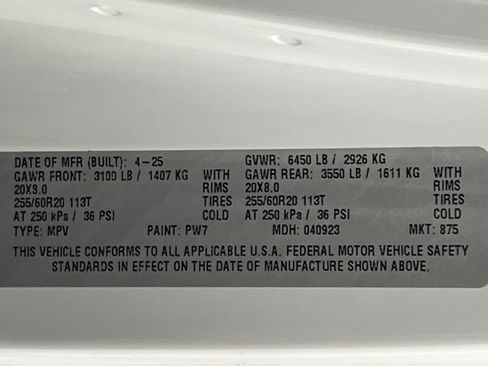 DATE OF MFR (BUILT): 4-25 GVWR: 6450 LB / 2926 KG
GAWR FRONT: 3100 LB / 1407 KG WITH GAWR REAR: 3550 LB / 1611 KG WITH
20X8.0 RIMS 20X8.0 RIMS
255/60R20 113T TIRES 255/60R20 113T TIRES
AT 250 kPa / 36 PSI COLD AT 250 kPa / 36 PSI COLD
TYPE: MPV PAINT: PW7 MDH: 040923 MKT: 875
THIS VEHICLE CONFORMS TO ALL APPLICABLE U.S.A. FEDERAL MOTOR VEHICLE SAFETY
STANDARDS IN EFFECT ON THE DATE OF MANUFACTURE SHOWN ABOVE.